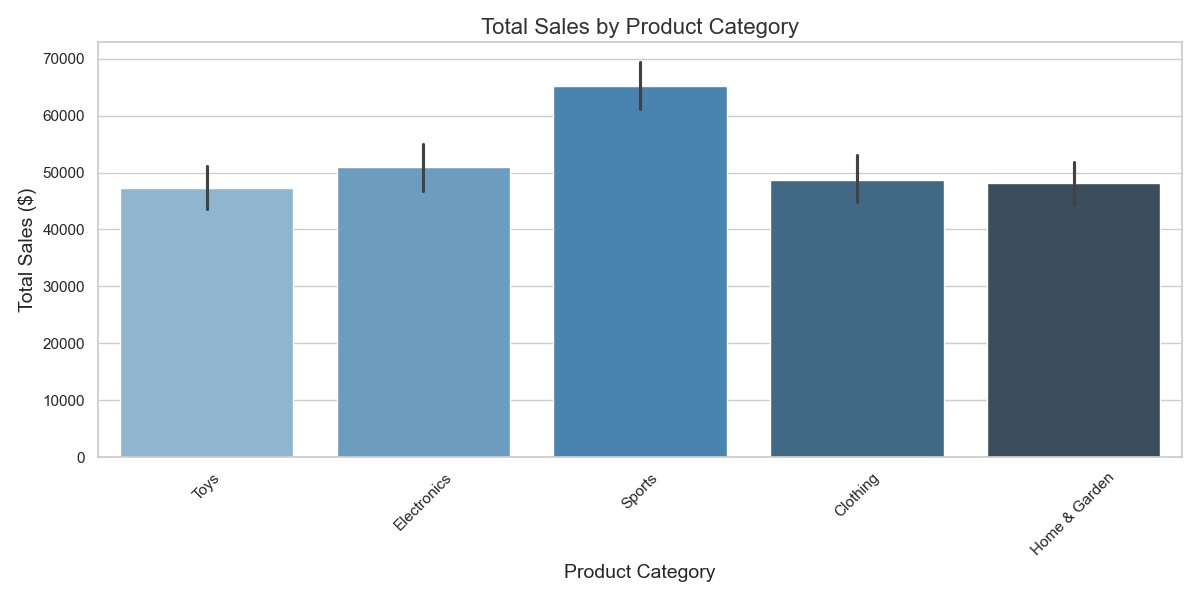 Total Sales by Product Category
Total Sales ($)
70000
60000
50000
40000
30000
20000
10000
0
Toys
Electronics
Sports
Clothing
Home & Garden
Product Category